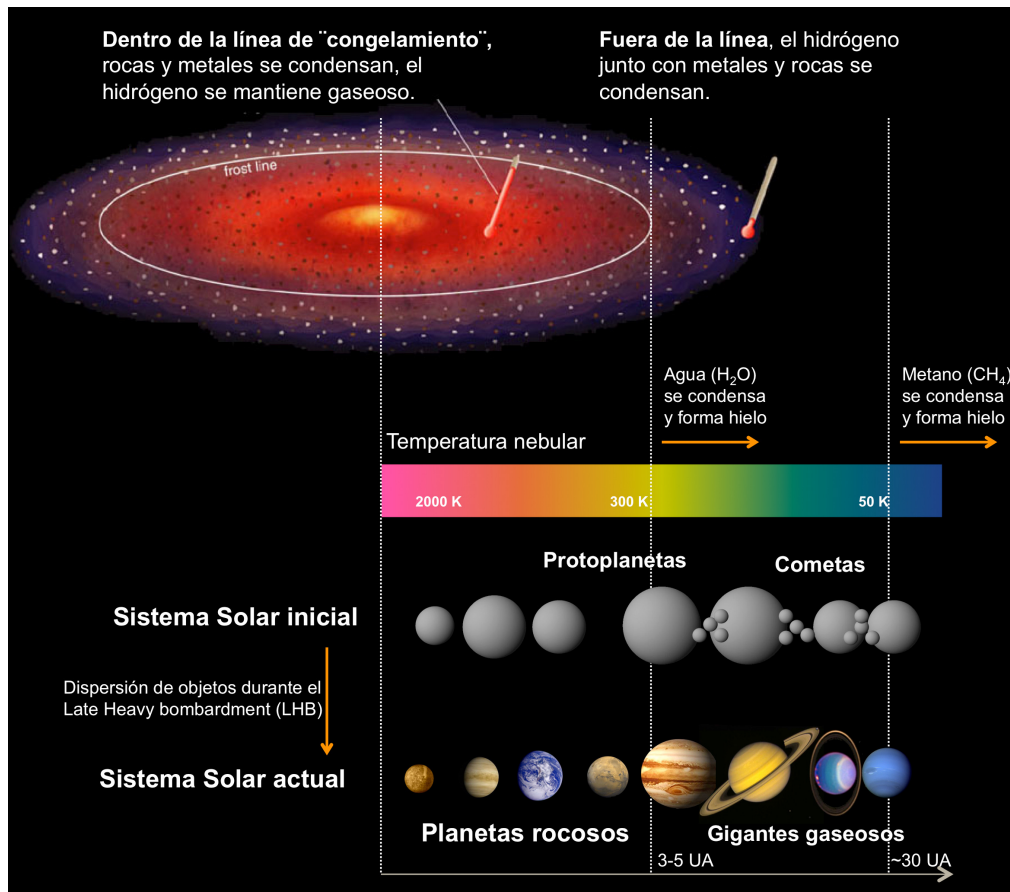 Dentro de la línea de ¨congelamiento¨,
rocas y metales se condensan, el
hidrógeno se mantiene gaseoso.
Fuera de la línea, el hidrógeno
junto con metales y rocas se
condensan.
frost line
Agua (H₂O)
se condensa
y forma hielo
Metano (CH₄)
se condensa
y forma hielo
Temperatura nebular
2000 K
300 K
50 K
Protoplanetas
Cometas
Sistema Solar inicial
Dispersión de objetos durante el
Late Heavy bombardment (LHB)
Sistema Solar actual
Planetas rocosos
Gigantes gaseosos
3-5 UA
~30 UA